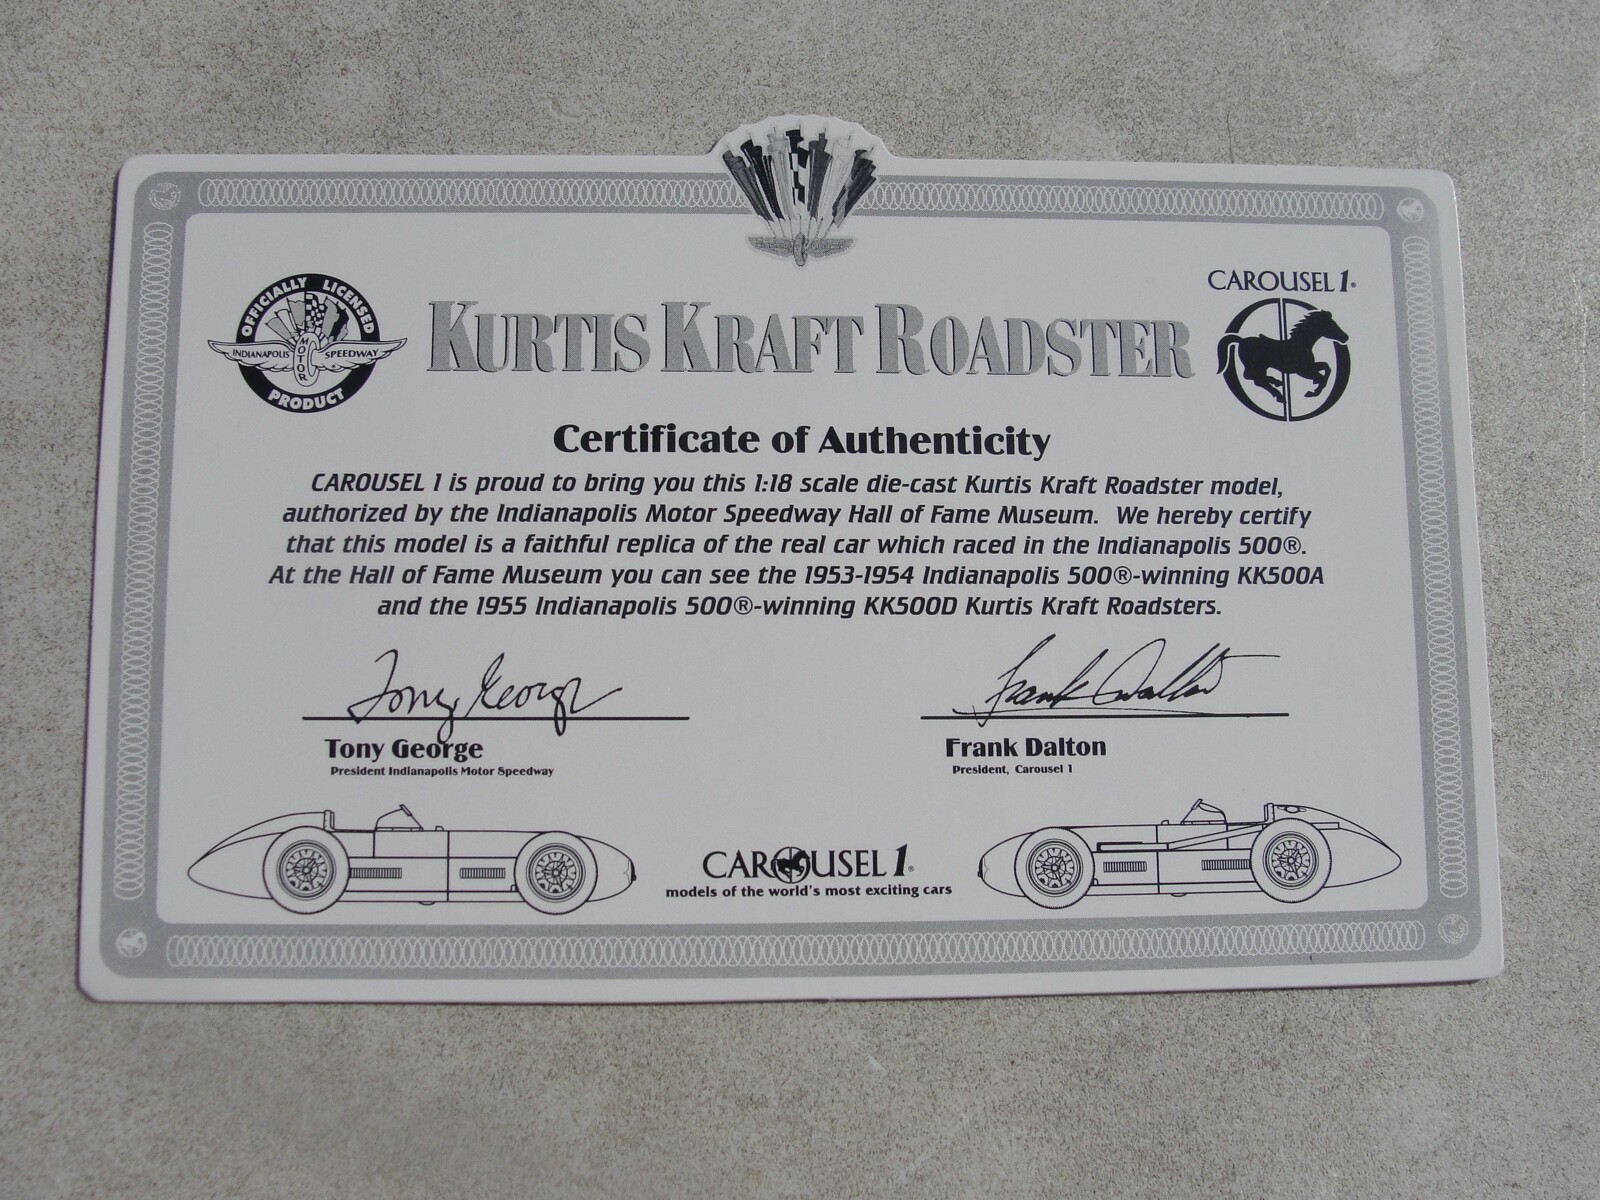 OFFICIALLY LICENSED
INDIANAPOLIS MOTOR SPEEDWAY
PRODUCT
KURTIS KRAFT ROADSTER
CAROUSEL 1®
Certificate of Authenticity
CAROUSEL 1 is proud to bring you this 1:18 scale die-cast Kurtis Kraft Roadster model,
authorized by the Indianapolis Motor Speedway Hall of Fame Museum. We hereby certify
that this model is a faithful replica of the real car which raced in the Indianapolis 500®.
At the Hall of Fame Museum you can see the 1953-1954 Indianapolis 500®-winning KK500A
and the 1955 Indianapolis 500®-winning KK500D Kurtis Kraft Roadsters.
Tony George
Frank Dalton
Tony George
President Indianapolis Motor Speedway
Frank Dalton
President, Carousel 1
CAROUSEL 1®
models of the world's most exciting cars